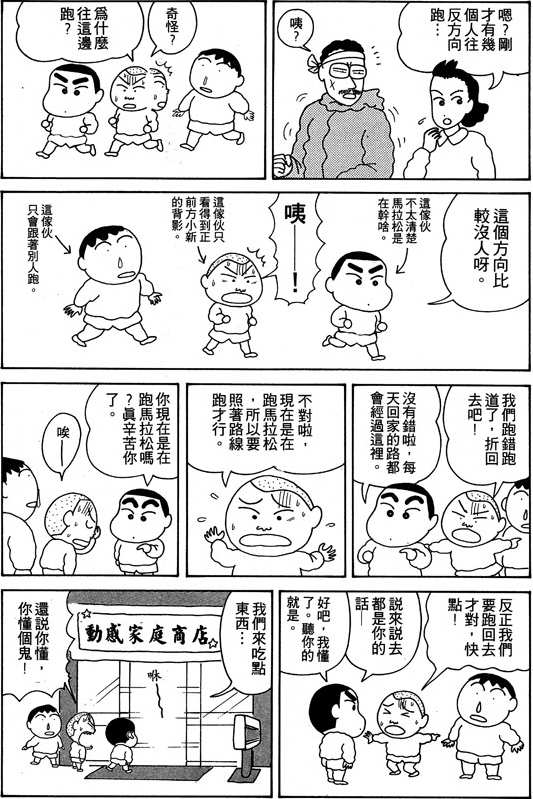 嗯？剛
才有幾
個人往
反方向
跑…
咦？
奇怪？
爲什麼
往這邊
跑？
這個方向比
較沒人呀。
這傢伙
不太清楚
馬拉松是
在幹啥。
咦—！
這傢伙只
看得到正
前方小新
的背影。
這傢伙
只會跟著別人跑。
我們跑錯跑
道了，折回
去吧！
沒有錯啦，每
天回家的路都
會經過這裡。
不對啦，
現在是在
跑馬拉松
，所以要
照著路線
跑才行。
你現在是在
跑馬拉松嗎
？眞辛苦你
了。
唉—
反正我們
要跑回去
才對，快
點！
說來說去
都是你的
話—
好吧，我懂
了。聽你的
就是。
我們來吃點
東西…
動感家庭商店
咻
還說你懂，
你懂個鬼！